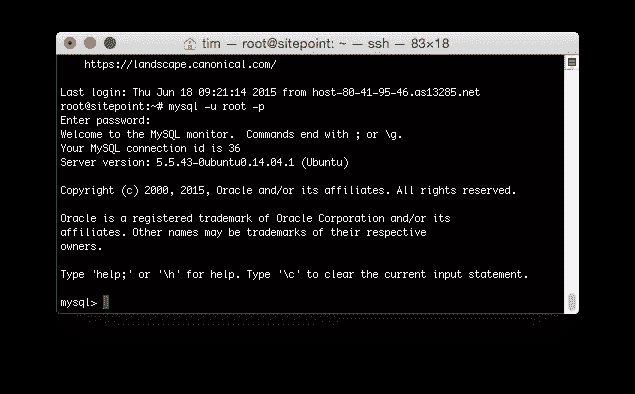 tim — root@sitepoint: ~ — ssh — 83×18
https://landscape.canonical.com/
Last login: Thu Jun 18 09:21:14 2015 from host-80-41-95-46.as13285.net
root@sitepoint:~# mysql -u root -p
Enter password:
Welcome to the MySQL monitor.  Commands end with ; or \g.
Your MySQL connection id is 36
Server version: 5.5.43-0ubuntu0.14.04.1 (Ubuntu)
Copyright (c) 2000, 2015, Oracle and/or its affiliates. All rights reserved.
Oracle is a registered trademark of Oracle Corporation and/or its
affiliates. Other names may be trademarks of their respective
owners.
Type 'help;' or '\h' for help. Type '\c' to clear the current input statement.
mysql>